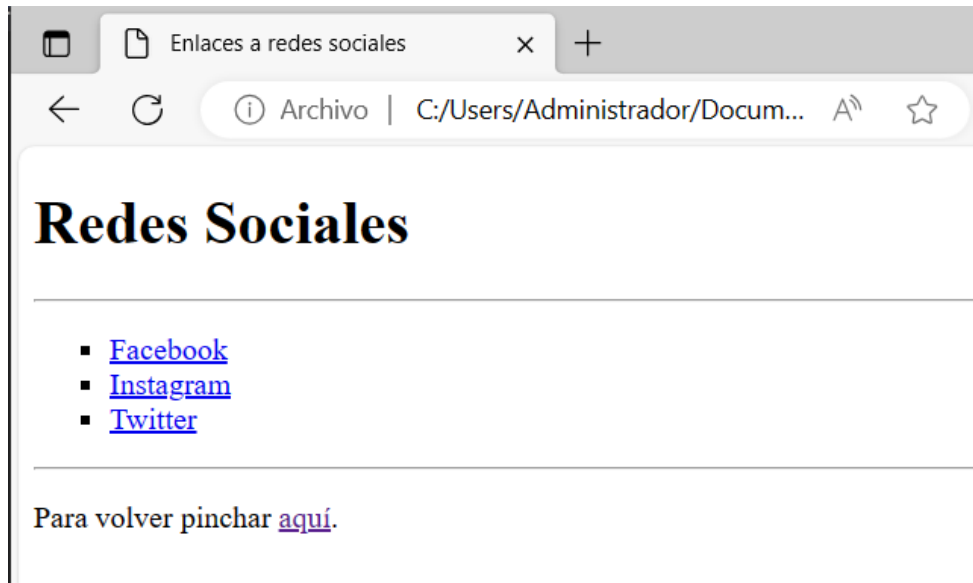 Enlaces a redes sociales
Archivo | C:/Users/Administrador/Docum...
Redes Sociales
Facebook
Instagram
Twitter
Para volver pinchar aquí.